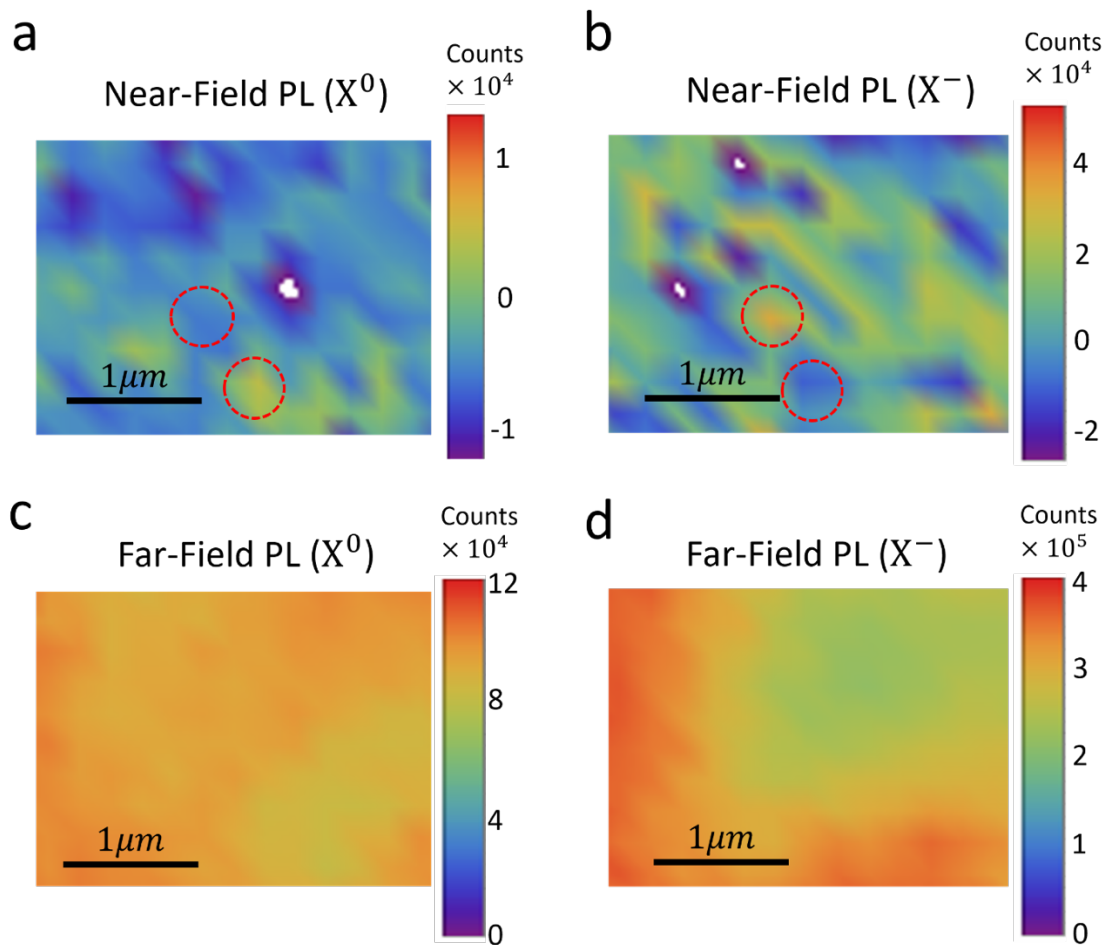 a
Near-Field PL (X⁰)
Counts
× 10⁴
1
0
-1
1μm
b
Near-Field PL (X⁻)
Counts
× 10⁴
4
2
0
-2
1μm
c
Far-Field PL (X⁰)
Counts
× 10⁴
12
8
4
0
1μm
d
Far-Field PL (X⁻)
Counts
× 10⁵
4
3
2
1
0
1μm